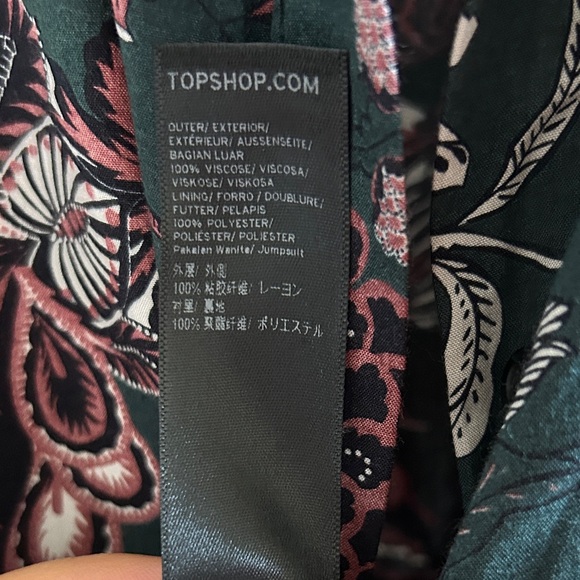 TOPSHOP.COM
OUTER/ EXTERIOR/
EXTÉRIEUR/ AUSSENSEITE/
BAGIAN LUAR
100% VISCOSE/ VISCOSA/
VISKOSE/ VISKOSA
LINING/ FORRO / DOUBLURE/
FUTTER/ PELAPIS
100% POLYESTER/
POLIÉSTER/ POLIESTER
Pakaian Wanita/ Jumpsuit
外层/ 外側
100% 粘胶纤维/ レーヨン
衬里/ 裏地
100% 聚酯纤维/ ポリエステル